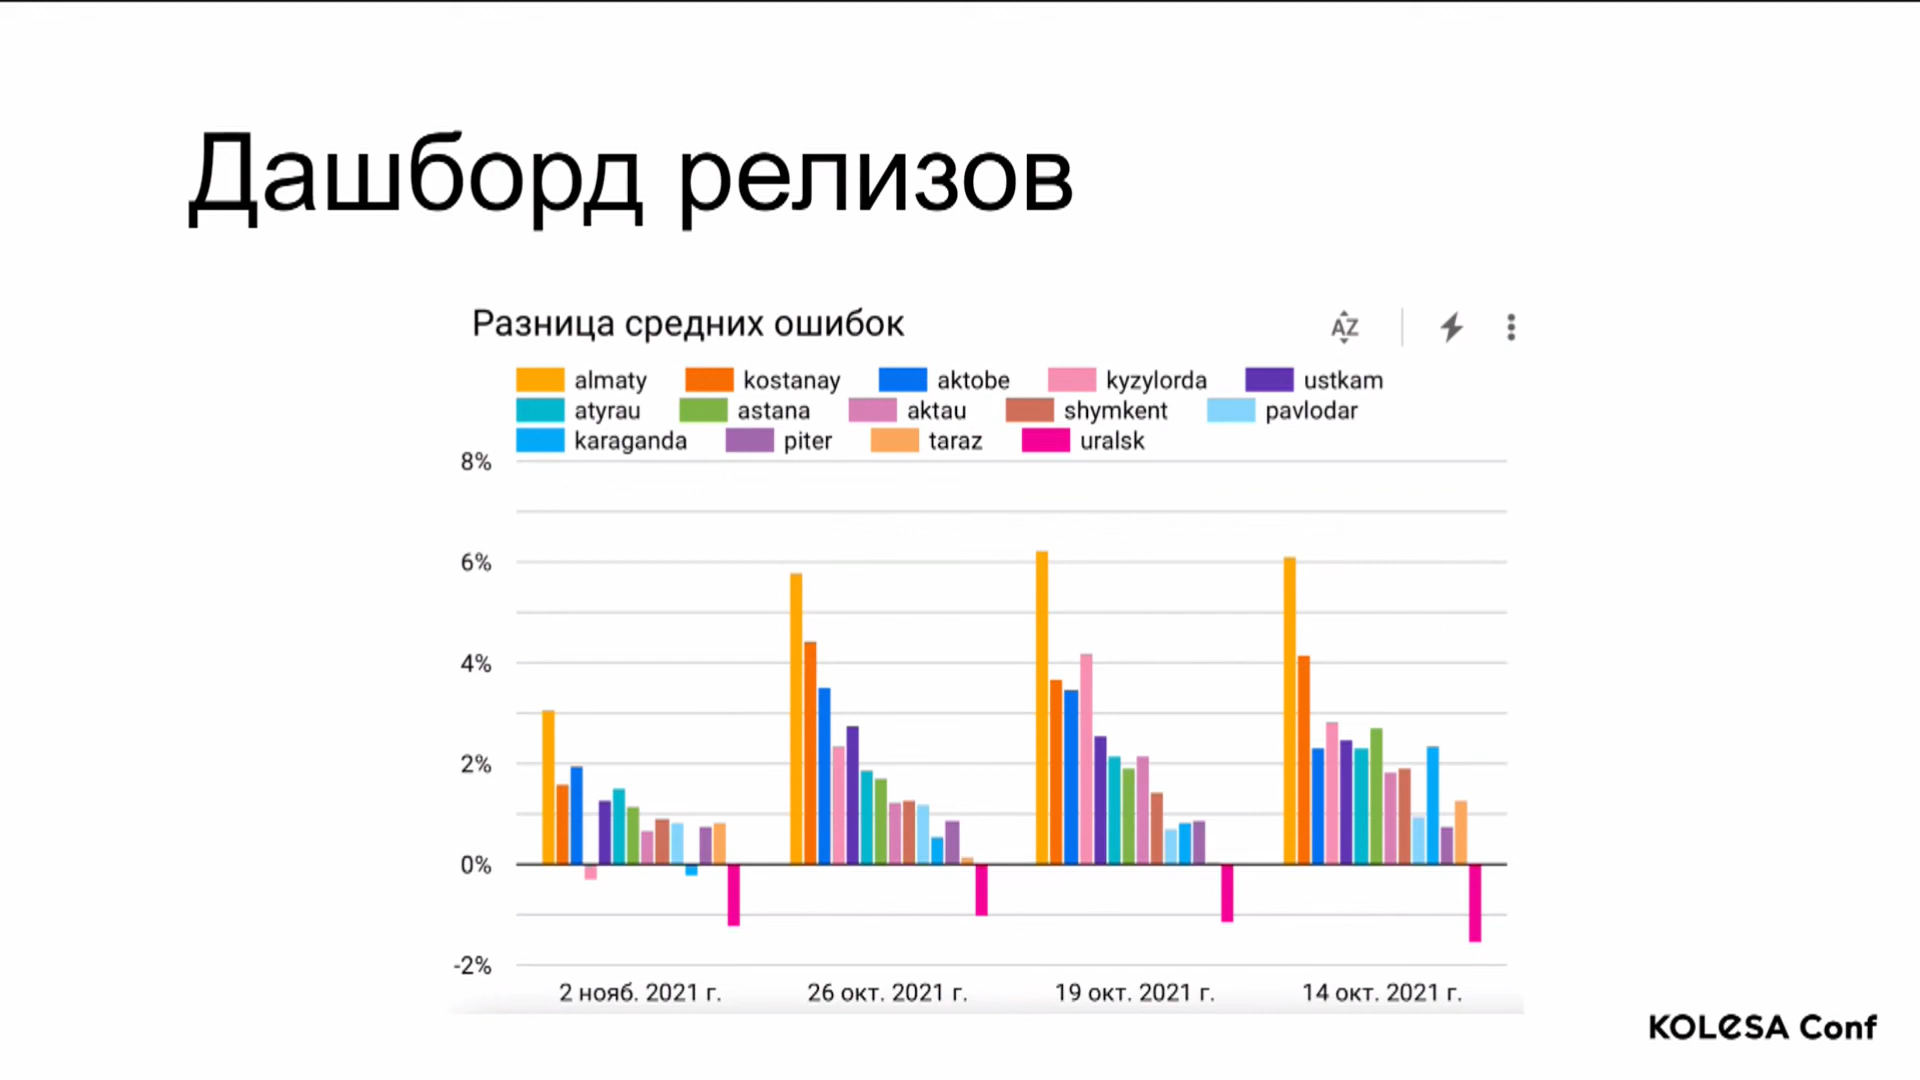 Дашборд релизов
Разница средних ошибок
AZ
almaty kostanay aktobe kyzylorda ustkam
atyrau astana aktau shymkent pavlodar
karaganda piter taraz uralsk
8%
6%
4%
2%
0%
-2%
2 нояб. 2021 г. 26 окт. 2021 г. 19 окт. 2021 г. 14 окт. 2021 г.
KOLESA Conf